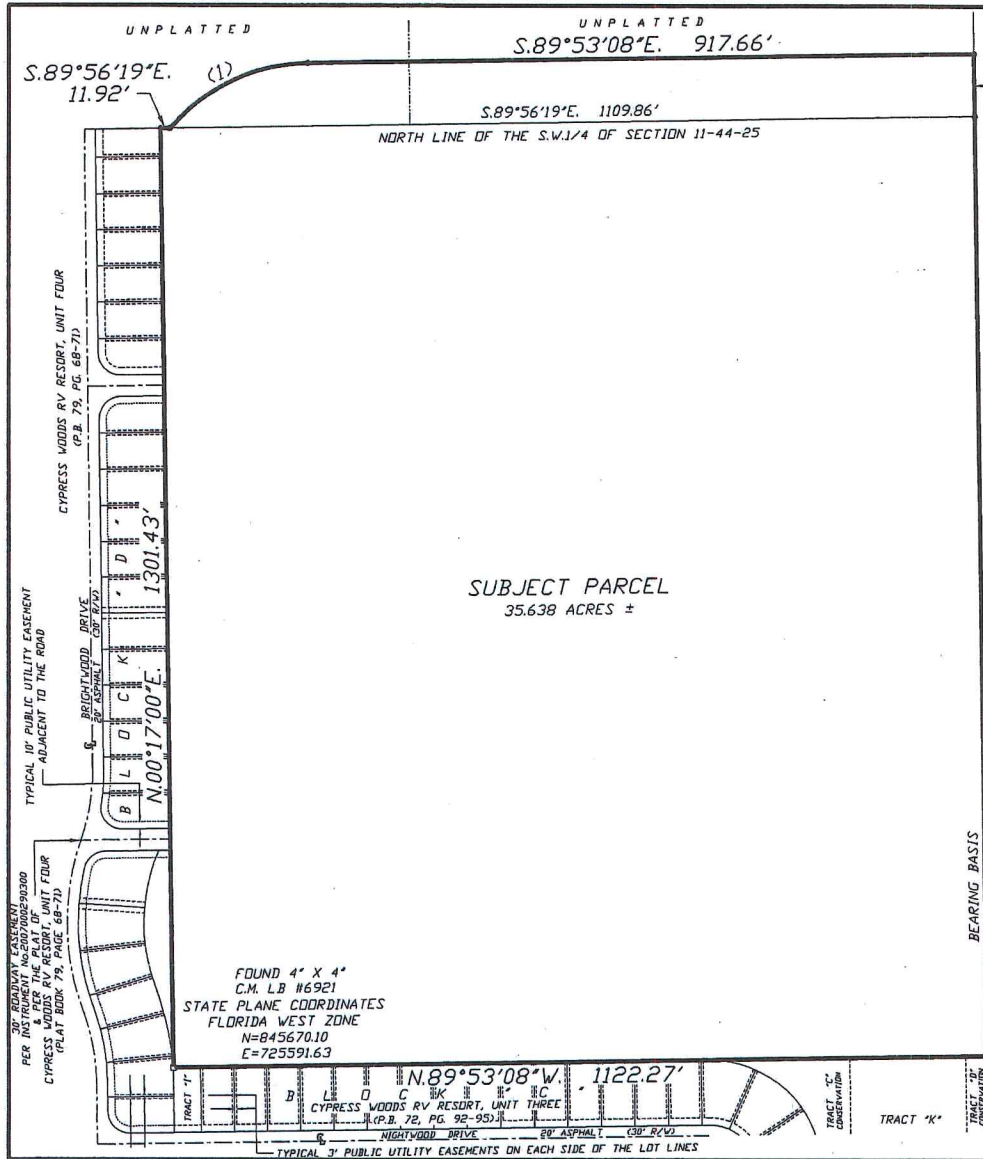 UNPLATTED
UNPLATTED
S.89°53'08"E. 917.66'
S.89°56'19"E.
11.92'
(1)
S.89°56'19"E. 1109.86'
NORTH LINE OF THE S.W.1/4 OF SECTION 11-44-25
CYPRESS WOODS RV RESORT, UNIT FOUR
(P.B. 79, PG. 68-71)
BLOCK "D"
N.00°17'00"E. 1301.43'
SUBJECT PARCEL
35.638 ACRES ±
BRIGHTWOOD DRIVE
20' ASPHALT (30' R/W)
℄
TYPICAL 10' PUBLIC UTILITY EASEMENT
ADJACENT TO THE ROAD
30' ROADWAY EASEMENT
PER INSTRUMENT No.2007000290300
& PER THE PLAT OF
CYPRESS WOODS RV RESORT, UNIT FOUR
(PLAT BOOK 79, PAGE 68-71)
BEARING BASIS
FOUND 4" X 4"
C.M. LB #6921
STATE PLANE COORDINATES
FLORIDA WEST ZONE
N=845670.10
E=725591.63
N.89°53'08"W. 1122.27'
TRACT "I"
BLOCK "C"
CYPRESS WOODS RV RESORT, UNIT THREE
(P.B. 72, PG. 92-95)
TRACT "C"
CONSERVATION
TRACT "K"
TRACT "D"
CONSERVATION
℄ NIGHTWOOD DRIVE 20' ASPHALT (30' R/W)
TYPICAL 3' PUBLIC UTILITY EASEMENTS ON EACH SIDE OF THE LOT LINES